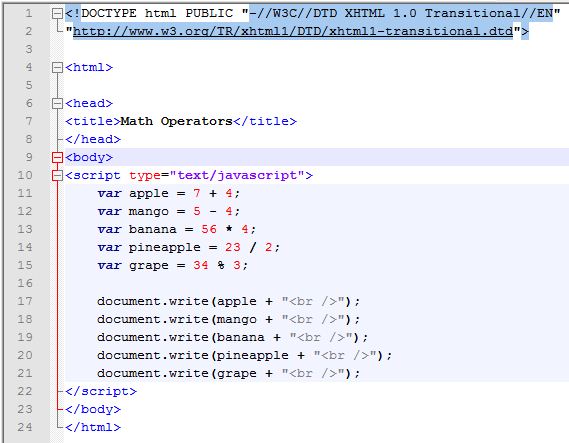 1 <!DOCTYPE html PUBLIC "-//W3C//DTD XHTML 1.0 Transitional//EN"
2 "http://www.w3.org/TR/xhtml1/DTD/xhtml1-transitional.dtd">
3
4 <html>
5
6 <head>
7 <title>Math Operators</title>
8 </head>
9 <body>
10 <script type="text/javascript">
11 var apple = 7 + 4;
12 var mango = 5 - 4;
13 var banana = 56 * 4;
14 var pineapple = 23 / 2;
15 var grape = 34 % 3;
16
17 document.write(apple + "<br />");
18 document.write(mango + "<br />");
19 document.write(banana + "<br />");
20 document.write(pineapple + "<br />");
21 document.write(grape + "<br />");
22 </script>
23 </body>
24 </html>